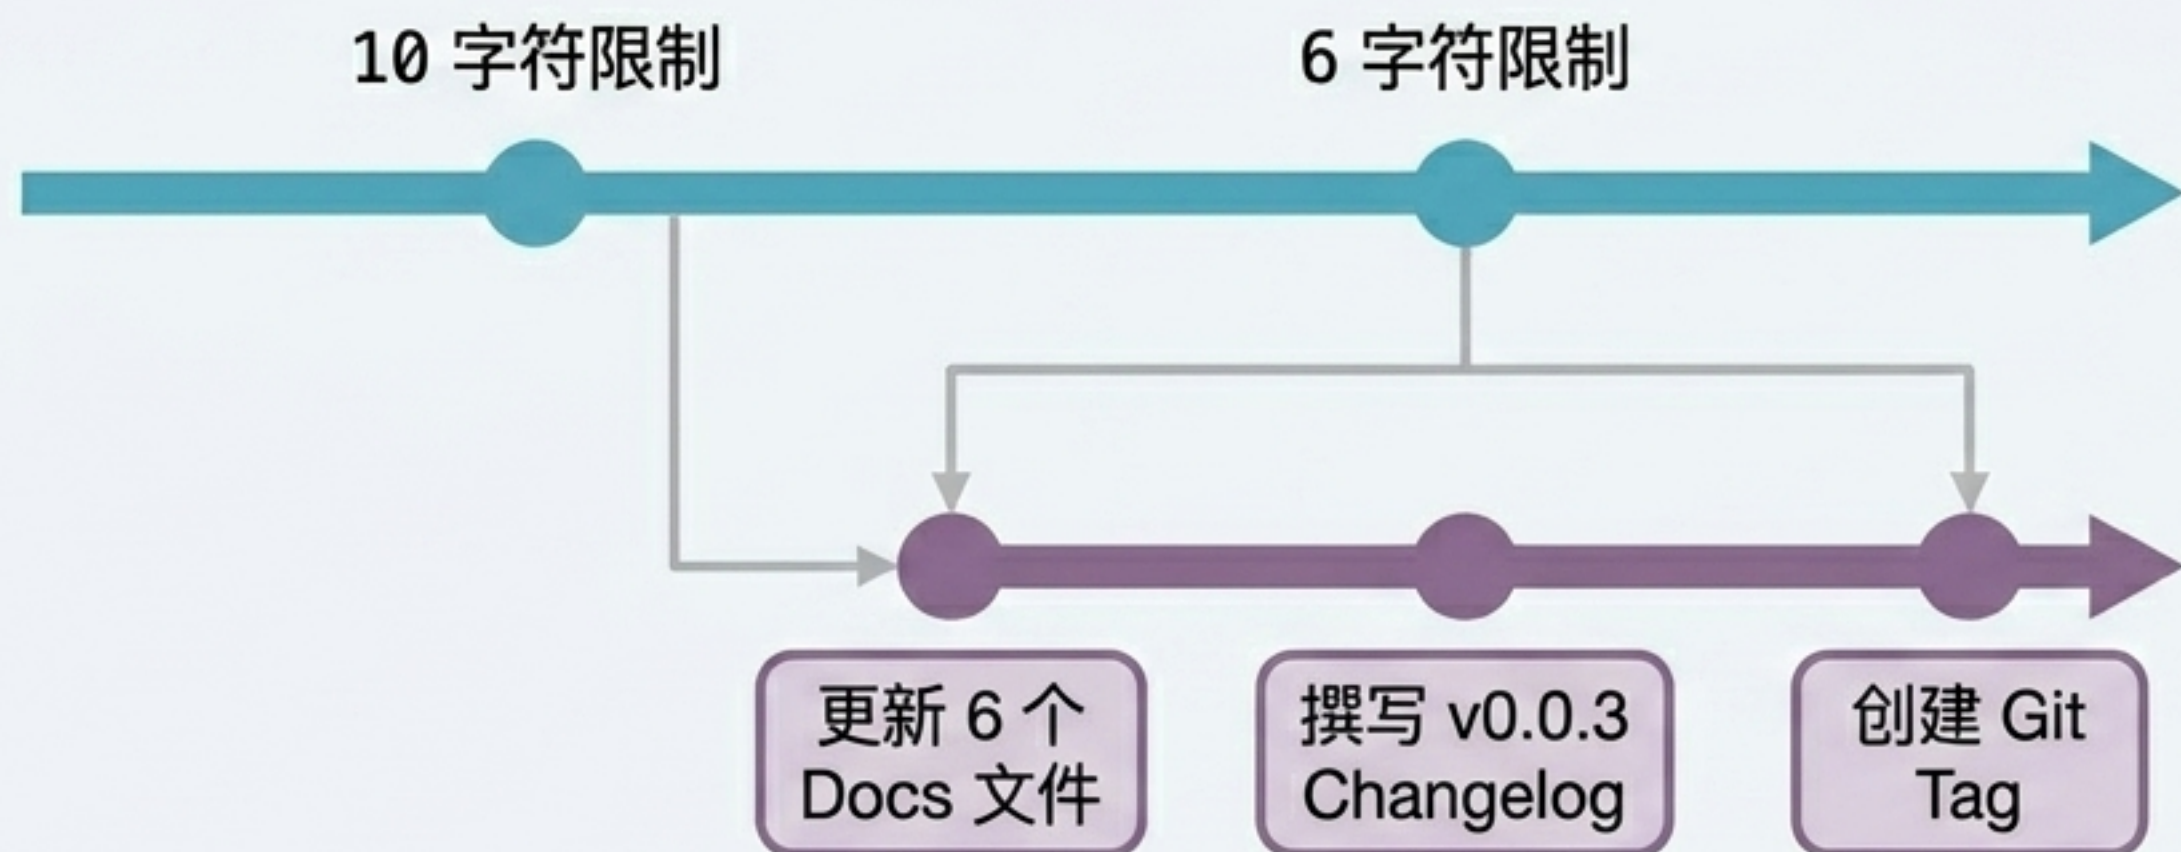 10 字符限制
6 字符限制
更新 6 个
Docs 文件
撰写 v0.0.3
Changelog
创建 Git
Tag